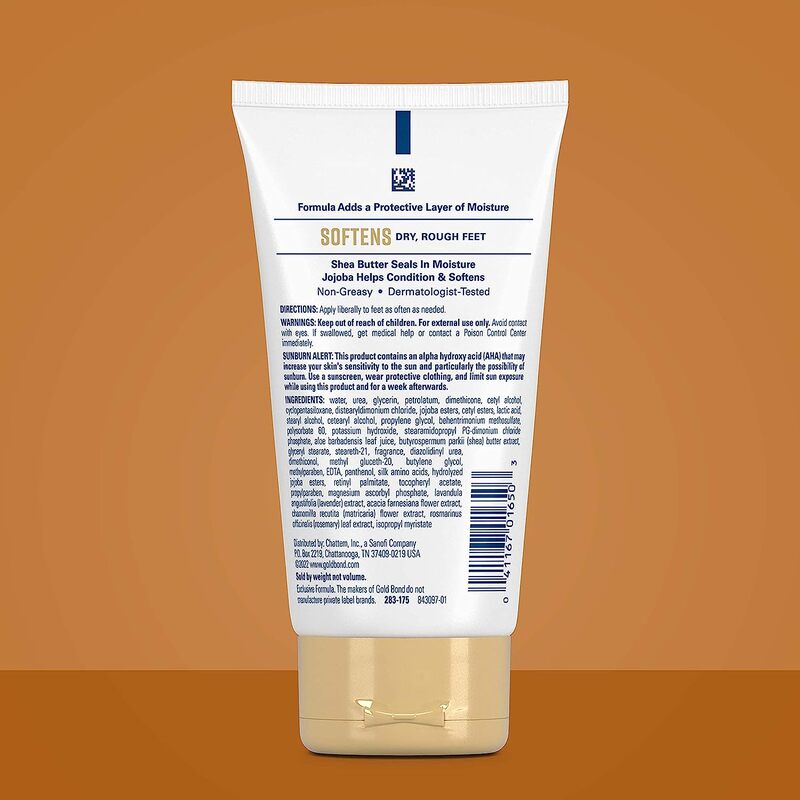 Formula Adds a Protective Layer of Moisture
SOFTENS DRY, ROUGH FEET
Shea Butter Seals In Moisture
Jojoba Helps Condition & Softens
Non-Greasy • Dermatologist-Tested
DIRECTIONS: Apply liberally to feet as often as needed.
WARNINGS: Keep out of reach of children. For external use only. Avoid contact
with eyes. If swallowed, get medical help or contact a Poison Control Center
immediately.
SUNBURN ALERT: This product contains an alpha hydroxy acid (AHA) that may
increase your skin's sensitivity to the sun and particularly the possibility of
sunburn. Use a sunscreen, wear protective clothing, and limit sun exposure
while using this product and for a week afterwards.
INGREDIENTS: water, urea, glycerin, petrolatum, dimethicone, cetyl alcohol,
cyclopentasiloxane, distearyldimonium chloride, jojoba esters, cetyl esters, lactic acid,
stearyl alcohol, cetearyl alcohol, propylene glycol, behentrimonium methosulfate,
polysorbate 60, potassium hydroxide, stearamidopropyl PG-dimonium chloride
phosphate, aloe barbadensis leaf juice, butyrospermum parkii (shea) butter extract,
glyceryl stearate, steareth-21, fragrance, diazolidinyl urea,
dimethiconol, methyl gluceth-20, butylene glycol,
methylparaben, EDTA, panthenol, silk amino acids, hydrolyzed
jojoba esters, retinyl palmitate, tocopheryl acetate,
propylparaben, magnesium ascorbyl phosphate, lavandula
angustifolia (lavender) extract, acacia farnesiana flower extract,
chamomilla recutita (matricaria) flower extract, rosmarinus
officinalis (rosemary) leaf extract, isopropyl myristate
Distributed by: Chattem, Inc., a Sanofi Company
P.O. Box 2219, Chattanooga, TN 37409-0219 USA
©2022 www.goldbond.com
Sold by weight not volume.
Exclusive Formula. The makers of Gold Bond do not
manufacture private label brands. 283-175 843097-01
0 41167 01650 3